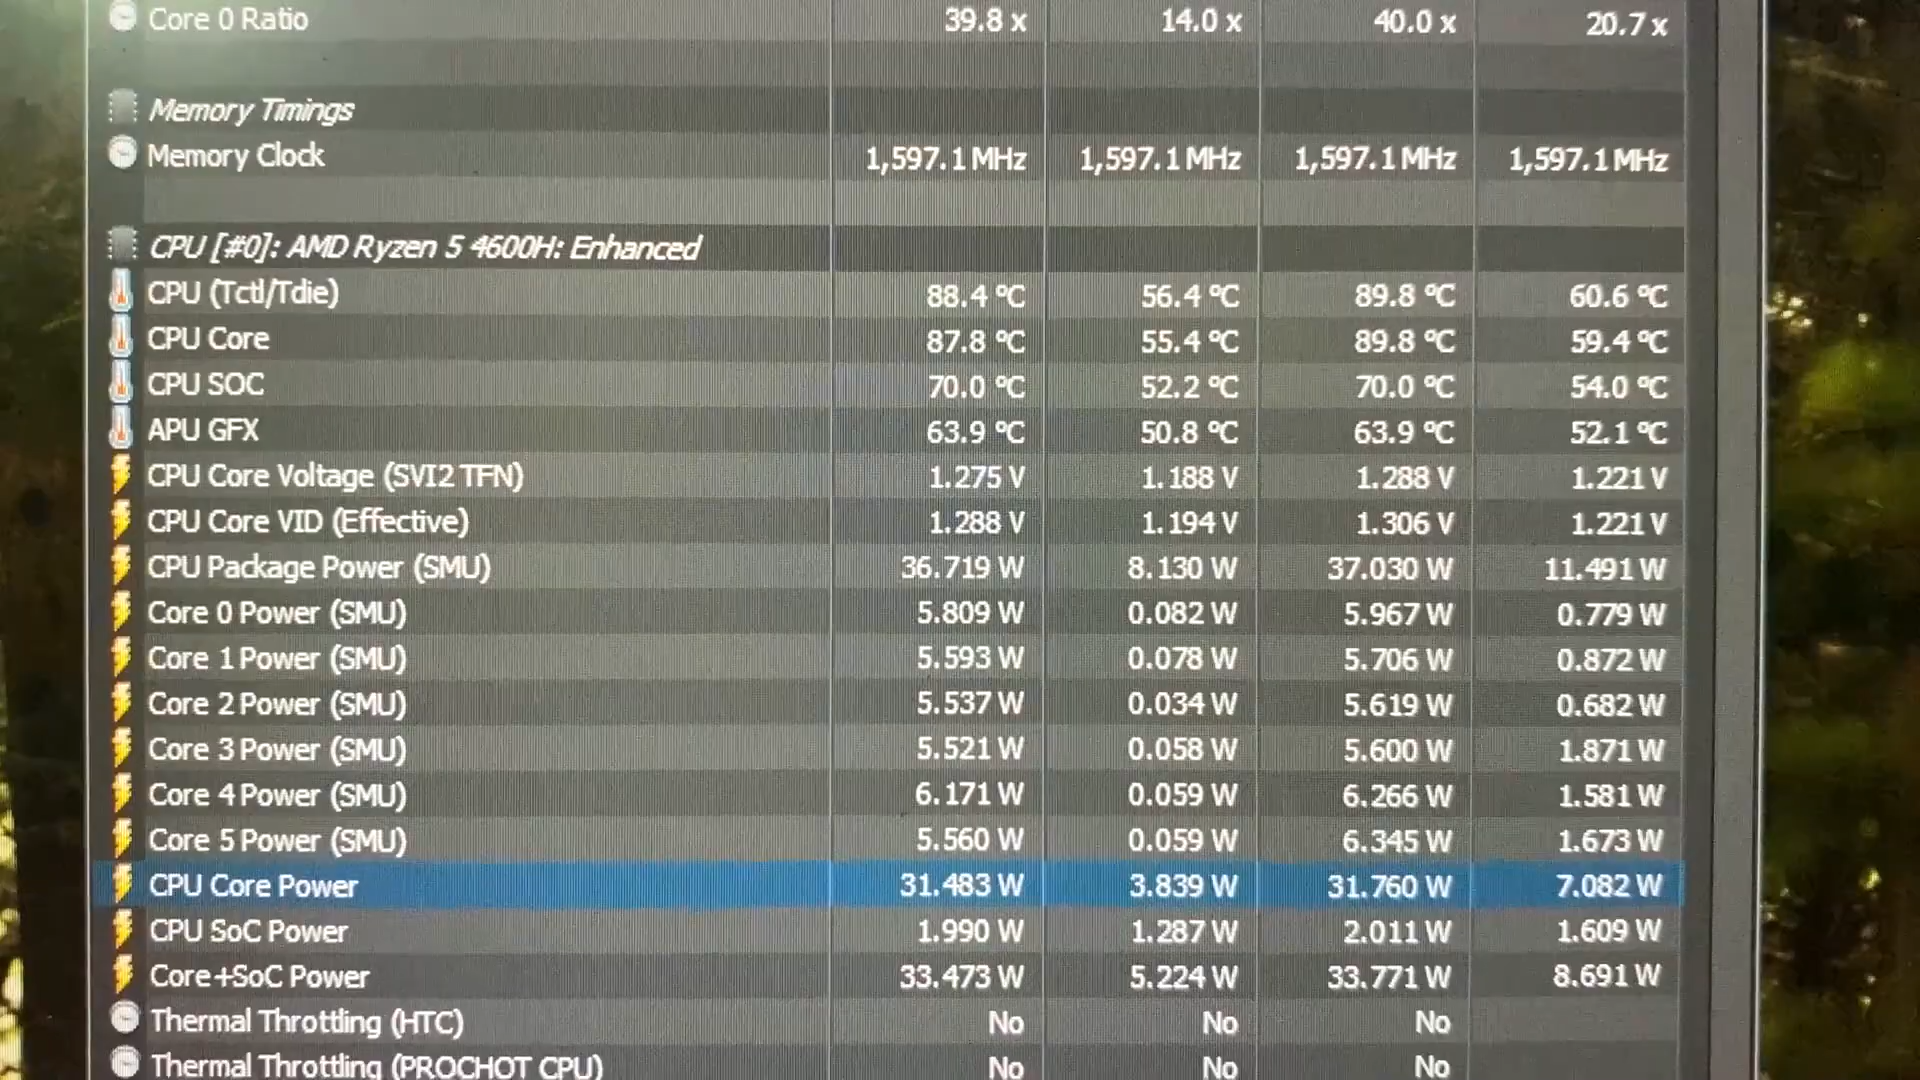 Core 0 Ratio 39.8 x 14.0 x 40.0 x 20.7 x
Memory Timings
Memory Clock 1,597.1 MHz 1,597.1 MHz 1,597.1 MHz 1,597.1 MHz
CPU [#0]: AMD Ryzen 5 4600H: Enhanced
CPU (Tctl/Tdie) 88.4 °C 56.4 °C 89.8 °C 60.6 °C
CPU Core 87.8 °C 55.4 °C 89.8 °C 59.4 °C
CPU SOC 70.0 °C 52.2 °C 70.0 °C 54.0 °C
APU GFX 63.9 °C 50.8 °C 63.9 °C 52.1 °C
CPU Core Voltage (SVI2 TFN) 1.275 V 1.188 V 1.288 V 1.221 V
CPU Core VID (Effective) 1.288 V 1.194 V 1.306 V 1.221 V
CPU Package Power (SMU) 36.719 W 8.130 W 37.030 W 11.491 W
Core 0 Power (SMU) 5.809 W 0.082 W 5.967 W 0.779 W
Core 1 Power (SMU) 5.593 W 0.078 W 5.706 W 0.872 W
Core 2 Power (SMU) 5.537 W 0.034 W 5.619 W 0.682 W
Core 3 Power (SMU) 5.521 W 0.058 W 5.600 W 1.871 W
Core 4 Power (SMU) 6.171 W 0.059 W 6.266 W 1.581 W
Core 5 Power (SMU) 5.560 W 0.059 W 6.345 W 1.673 W
CPU Core Power 31.483 W 3.839 W 31.760 W 7.082 W
CPU SoC Power 1.990 W 1.287 W 2.011 W 1.609 W
Core+SoC Power 33.473 W 5.224 W 33.771 W 8.691 W
Thermal Throttling (HTC) No No No
Thermal Throttling (PROCHOT CPU) No No No